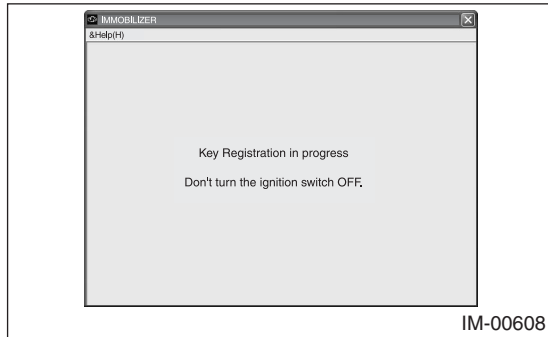 IMMOBILIZER
&Help(H)
Key Registration in progress
Don't turn the ignition switch OFF.
IM-00608